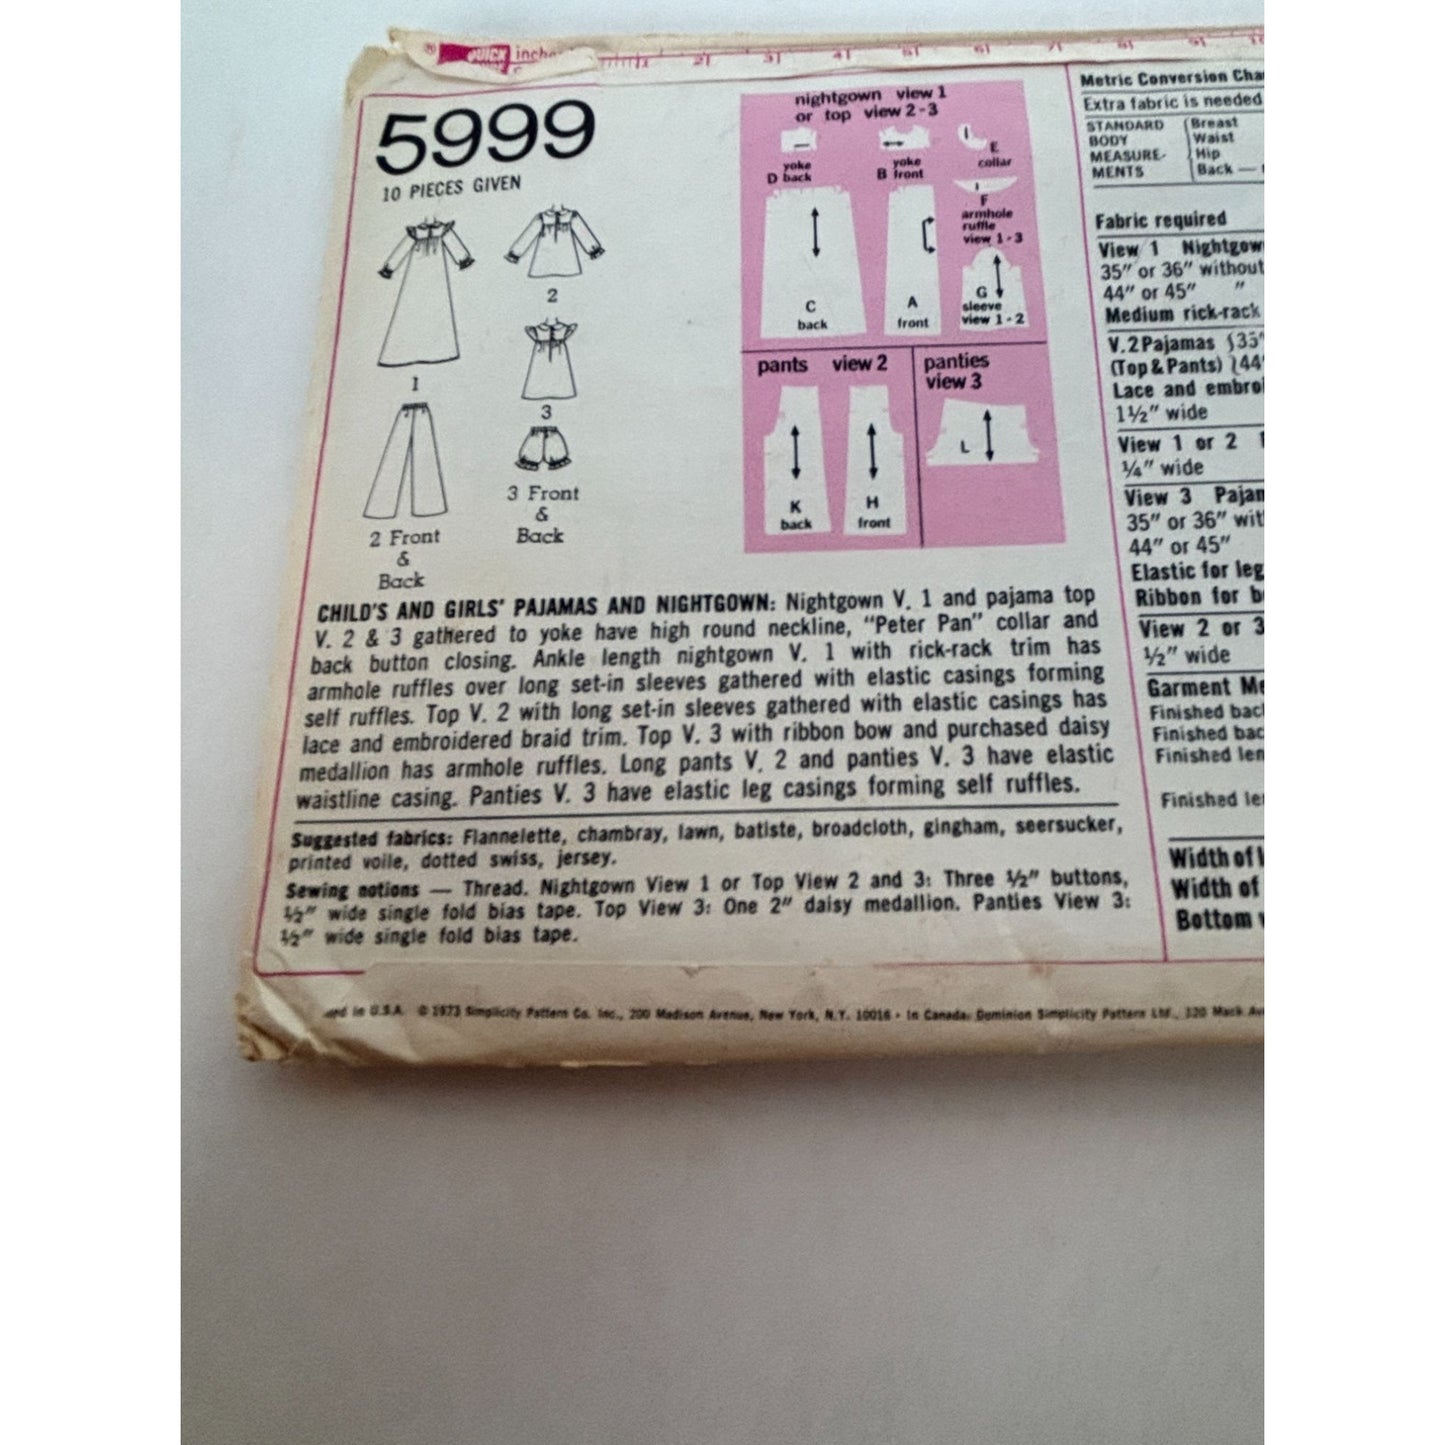 inche
2 3 4 5 6 7 8 9
5999
10 PIECES GIVEN
1
2
3
2 Front
&
Back
3 Front
&
Back
nightgown view 1
or top view 2-3
yoke
D back
yoke
B front
E
collar
F
armhole
ruffle
view 1-3
C
back
A
front
G
sleeve
view 1-2
pants view 2
K
back
H
front
panties
view 3
L
CHILD'S AND GIRLS' PAJAMAS AND NIGHTGOWN: Nightgown V. 1 and pajama top
V. 2 & 3 gathered to yoke have high round neckline, "Peter Pan" collar and
back button closing. Ankle length nightgown V. 1 with rick-rack trim has
armhole ruffles over long set-in sleeves gathered with elastic casings forming
self ruffles. Top V. 2 with long set-in sleeves gathered with elastic casings has
lace and embroidered braid trim. Top V. 3 with ribbon bow and purchased daisy
medallion has armhole ruffles. Long pants V. 2 and panties V. 3 have elastic
waistline casing. Panties V. 3 have elastic leg casings forming self ruffles.
Suggested fabrics: Flannelette, chambray, lawn, batiste, broadcloth, gingham, seersucker,
printed voile, dotted swiss, jersey.
Sewing notions — Thread. Nightgown View 1 or Top View 2 and 3: Three ½" buttons,
½" wide single fold bias tape. Top View 3: One 2" daisy medallion. Panties View 3:
½" wide single fold bias tape.
Metric Conversion Cha
Extra fabric is needed
STANDARD
BODY
MEASURE-
MENTS
Breast
Waist
Hip
Back —
Fabric required
View 1 Nightgow
35" or 36" without
44" or 45" "
Medium rick-rack
V.2 Pajamas {35"
(Top & Pants) {44"
Lace and embroi
1½" wide
View 1 or 2
¼" wide
View 3 Pajam
35" or 36" wit
44" or 45"
Elastic for leg
Ribbon for b
View 2 or 3
½" wide
Garment Me
Finished bac
Finished bac
Finished len
Finished le
Width of
Width of
Bottom
in U.S.A. © 1973 Simplicity Pattern Co. Inc., 200 Madison Avenue, New York, N.Y. 10016 • In Canada: Dominion Simplicity Pattern Ltd., 120 Mack Av